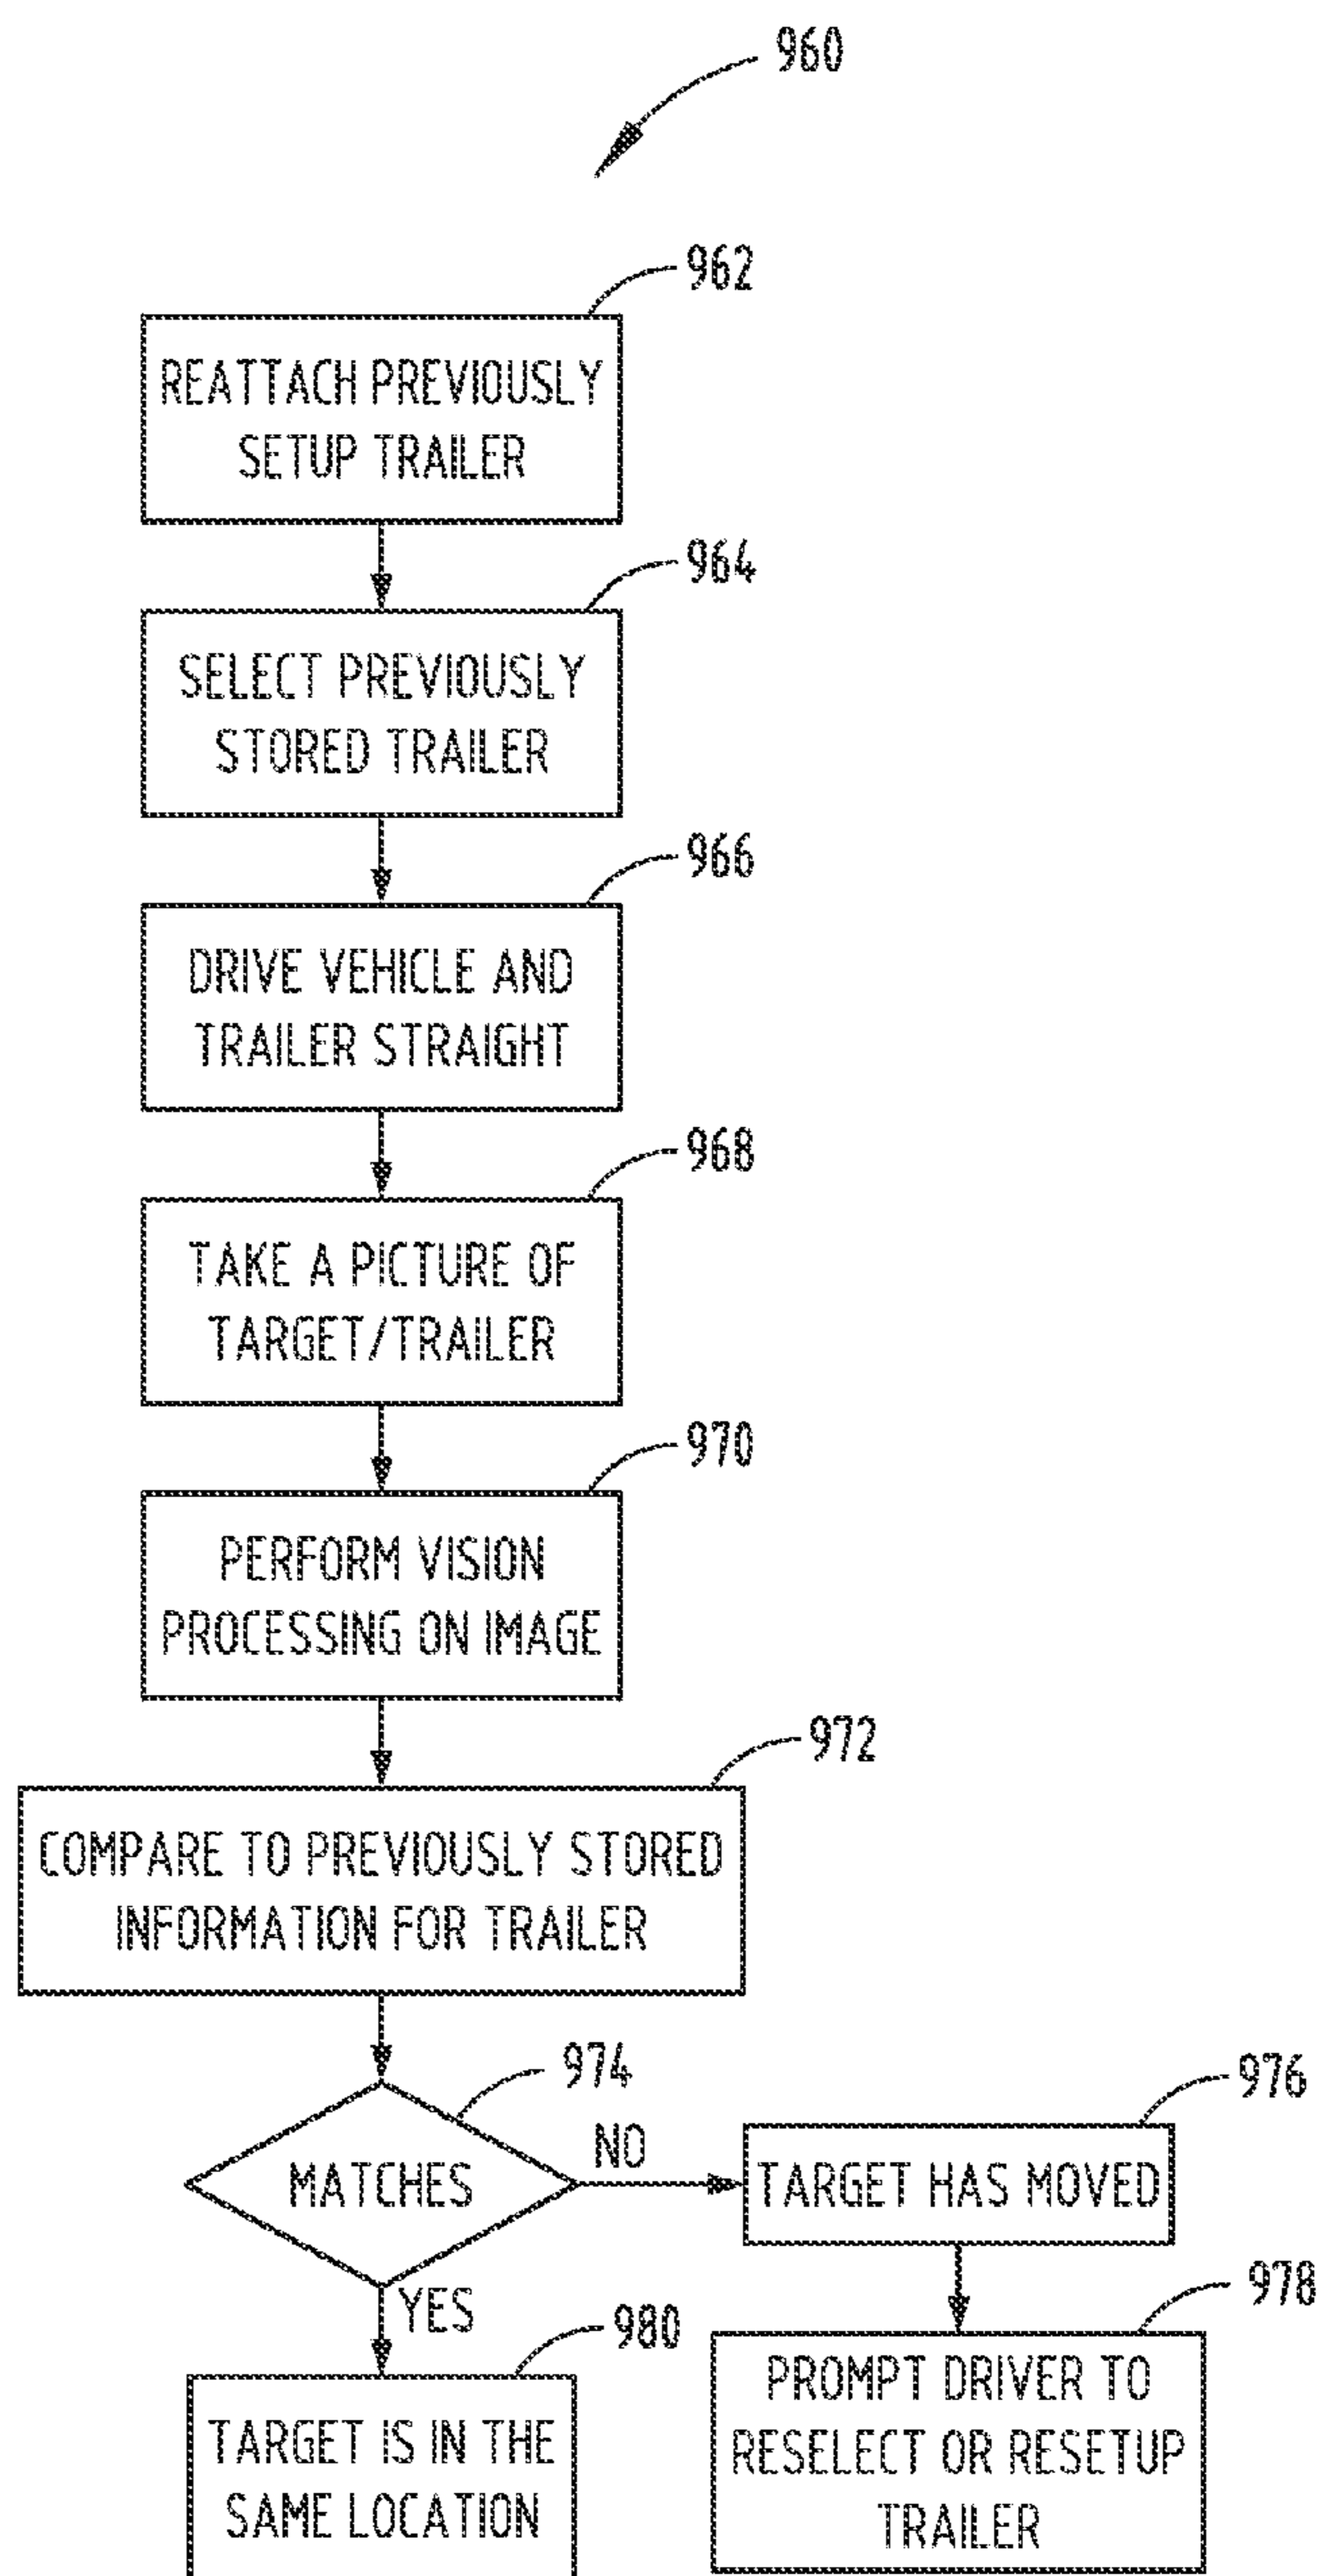 960
962
REATTACH PREVIOUSLY
SETUP TRAILER
964
SELECT PREVIOUSLY
STORED TRAILER
966
DRIVE VEHICLE AND
TRAILER STRAIGHT
968
TAKE A PICTURE OF
TARGET/TRAILER
970
PERFORM VISION
PROCESSING ON IMAGE
972
COMPARE TO PREVIOUSLY STORED
INFORMATION FOR TRAILER
974
MATCHES
NO
976
TARGET HAS MOVED
YES
978
PROMPT DRIVER TO
RESELECT OR RESETUP
TRAILER
980
TARGET IS IN THE
SAME LOCATION